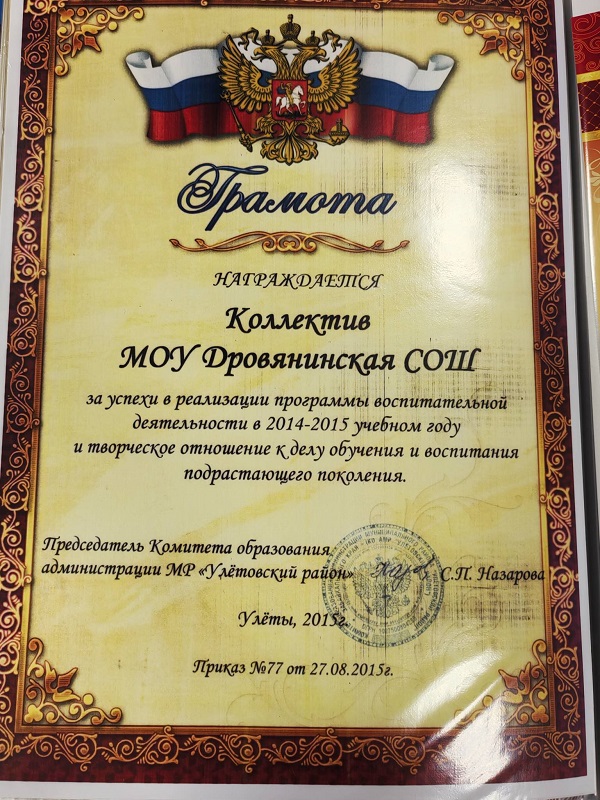 Грамота
НАГРАЖДАЕТСЯ
Коллектив
МОУ Дровянинская СОШ
за успехи в реализации программы воспитательной
деятельности в 2014-2015 учебном году
и творческое отношение к делу обучения и воспитания
подрастающего поколения.
Председатель Комитета образования
администрации МР «Улётовский район» С.П. Назарова
Улёты, 2015г.
Приказ №77 от 27.08.2015г.